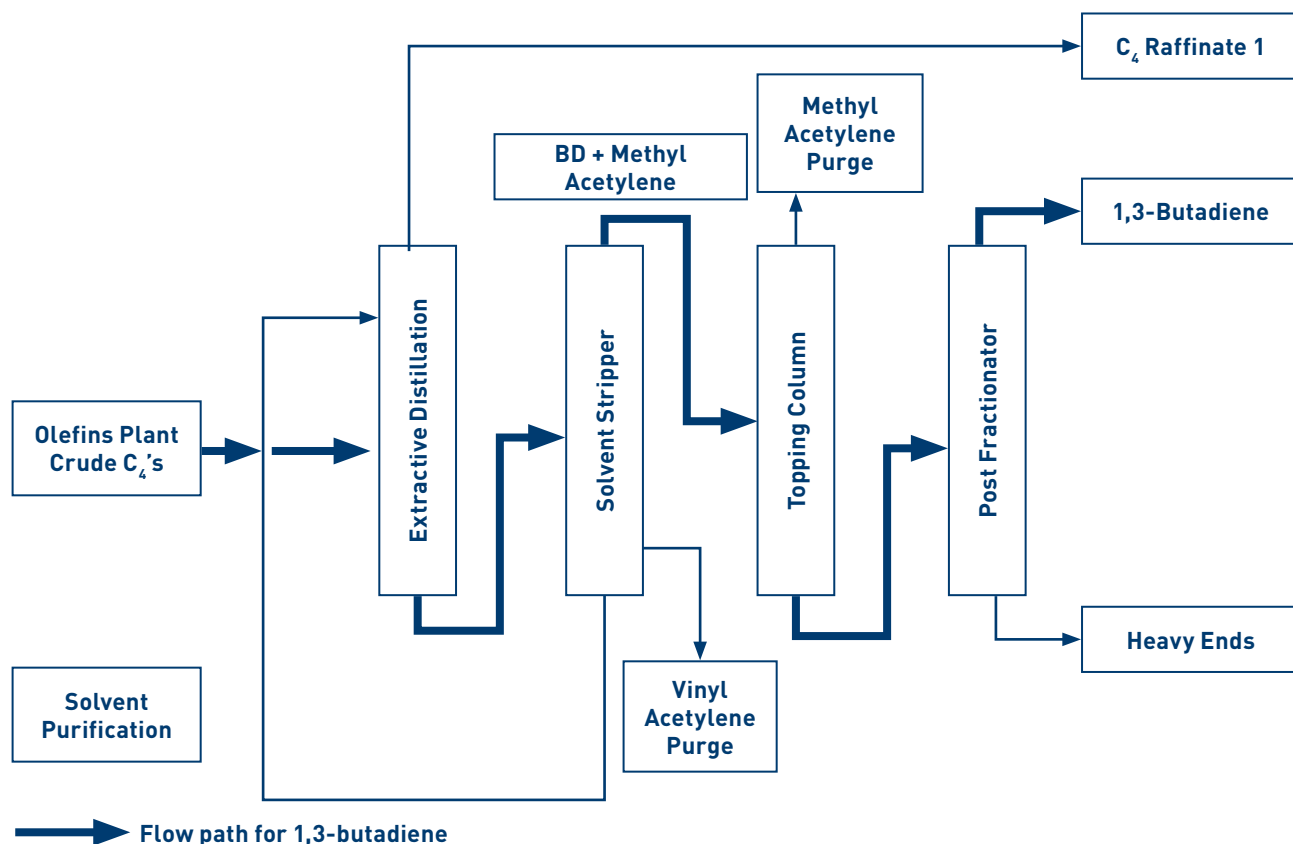 C₄ Raffinate 1
Methyl
Acetylene
Purge
BD + Methyl
Acetylene
1,3-Butadiene
Extractive Distillation
Solvent Stripper
Topping Column
Post Fractionator
Olefins Plant
Crude C₄'s
Heavy Ends
Solvent
Purification
Vinyl
Acetylene
Purge
Flow path for 1,3-butadiene